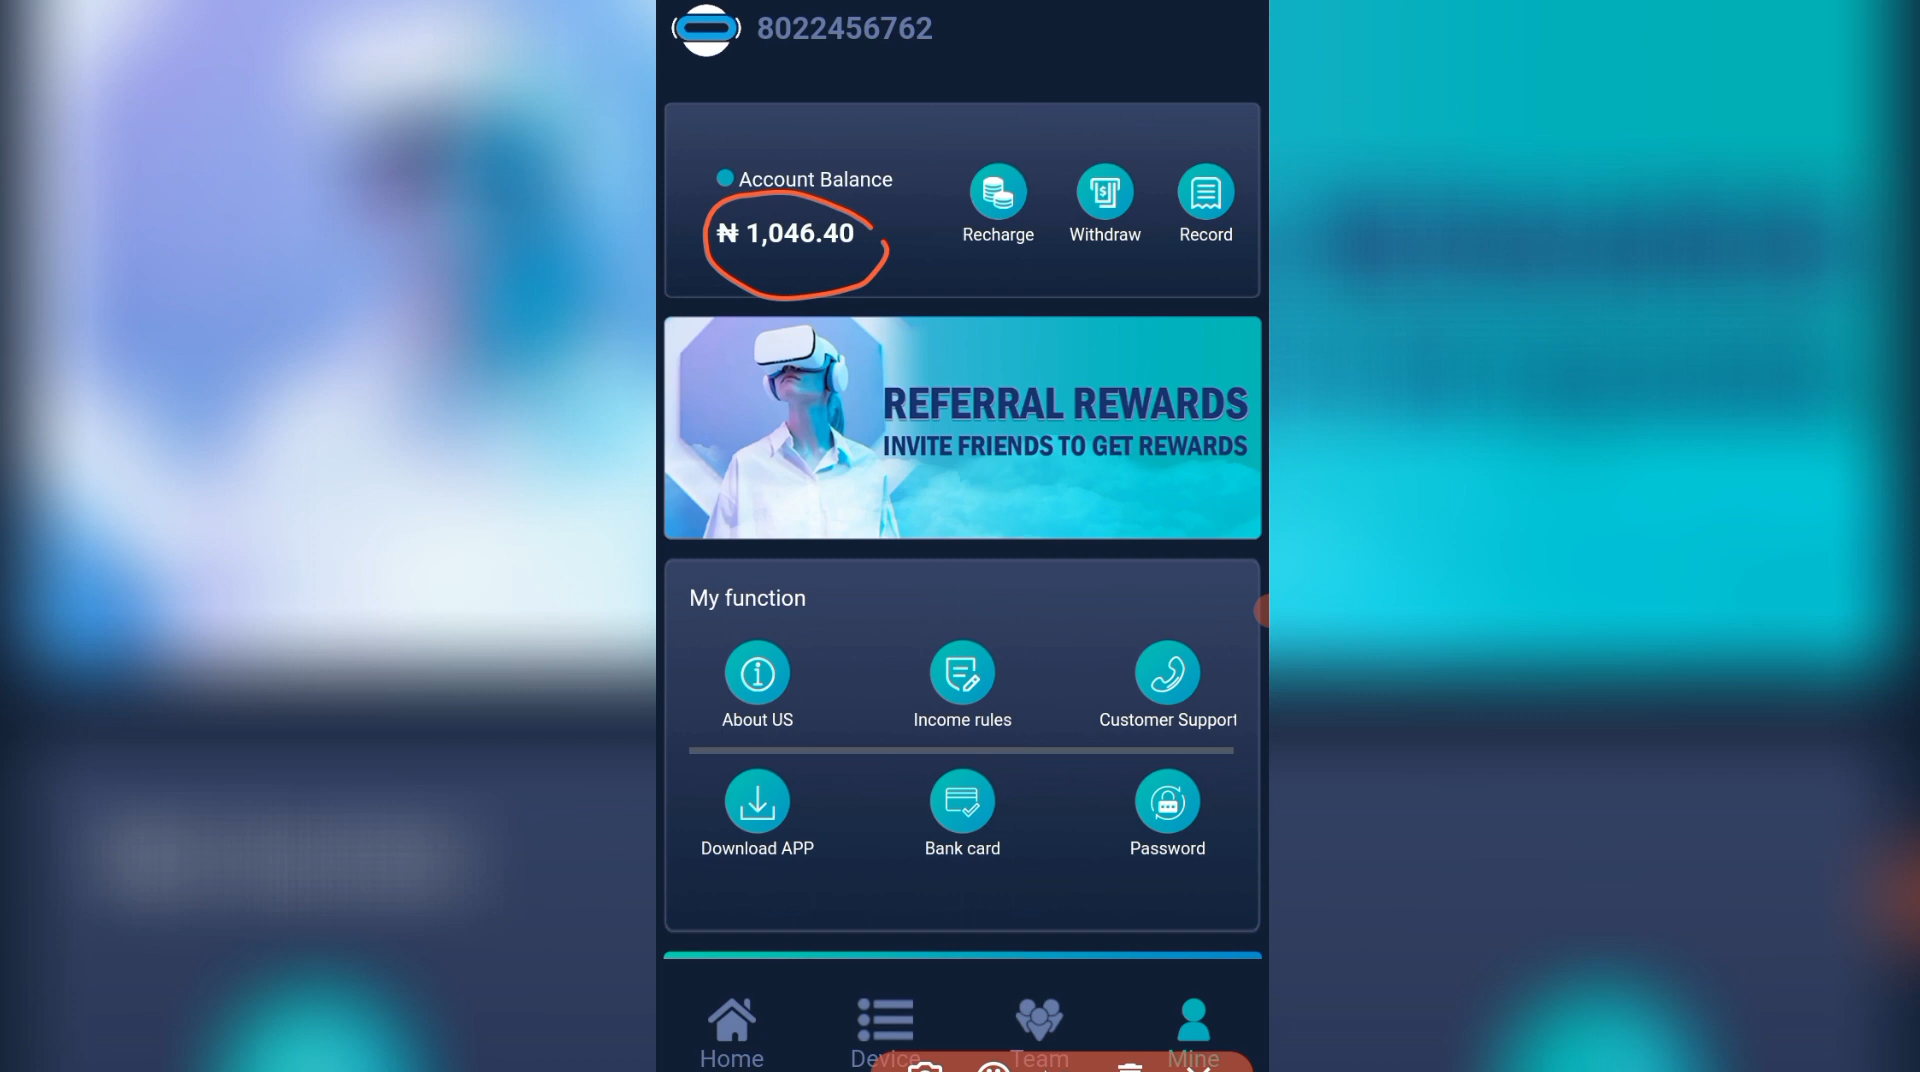 8022456762
Account Balance
₦ 1,046.40
Recharge
Withdraw
Record
REFERRAL REWARDS
INVITE FRIENDS TO GET REWARDS
My function
About US
Income rules
Customer Support
Download APP
Bank card
Password
Home
Device
Team
Mine